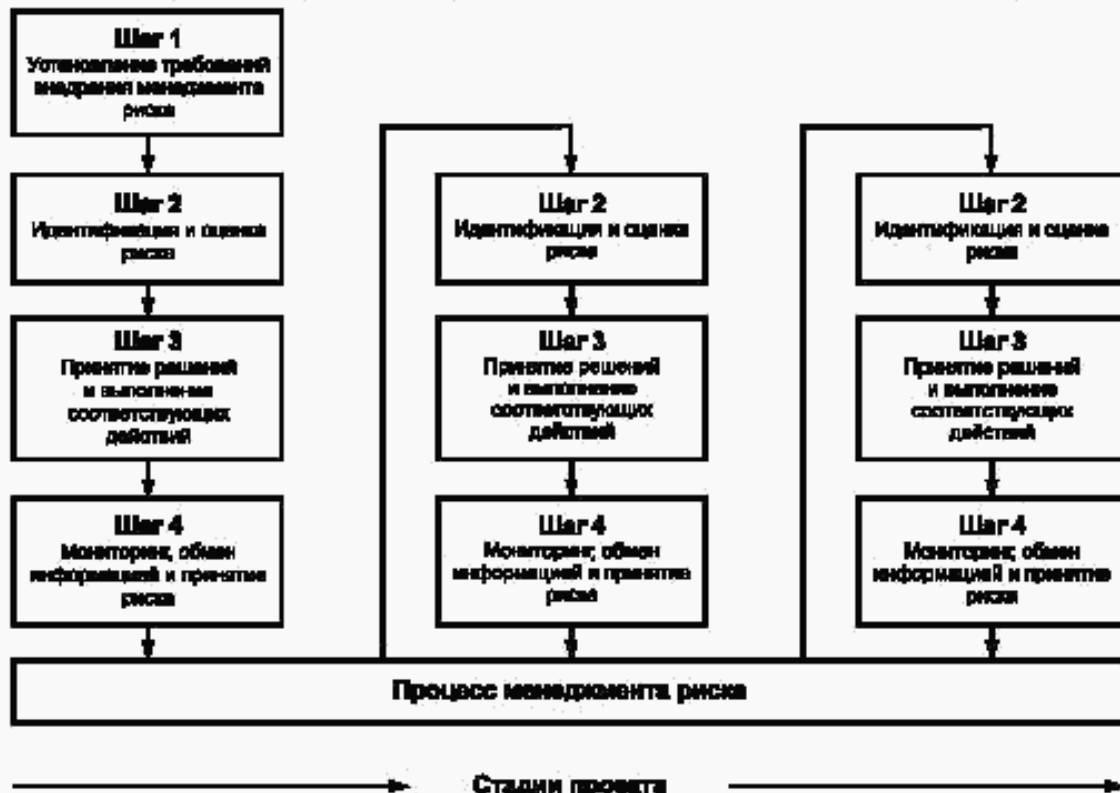 Шаг 1
Установление требований
внедрения менеджмента
риска
Шаг 2
Идентификация и оценка
риска
Шаг 3
Принятие решений
и выполнение
соответствующих
действий
Шаг 4
Мониторинг, обмен
информацией и принятие
риска
Шаг 2
Идентификация и оценка
риска
Шаг 3
Принятие решений
и выполнение
соответствующих
действий
Шаг 4
Мониторинг, обмен
информацией и принятие
риска
Шаг 2
Идентификация и оценка
риска
Шаг 3
Принятие решений
и выполнение
соответствующих
действий
Шаг 4
Мониторинг, обмен
информацией и принятие
риска
Процесс менеджмента риска
Стадии проекта